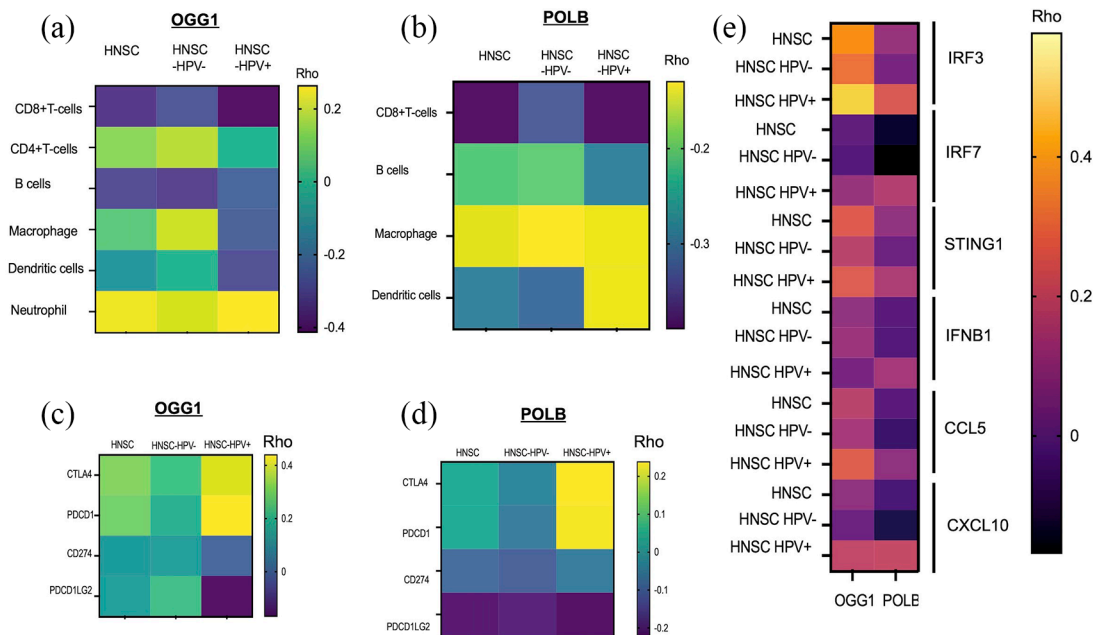 (a)
OGG1
HNSC
HNSC
-HPV-
HNSC
-HPV+
Rho
CD8+T-cells
CD4+T-cells
B cells
Macrophage
Dendritic cells
Neutrophil
0.2
0
-0.2
-0.4
(b)
POLB
HNSC
HNSC
-HPV-
HNSC
-HPV+
Rho
CD8+T-cells
B cells
Macrophage
Dendritic cells
-0.2
-0.3
(c)
OGG1
HNSC
HNSC-HPV-
HNSC-HPV+
Rho
CTLA4
PDCD1
CD274
PDCD1LG2
0.4
0.2
0
(d)
POLB
HNSC
HNSC-HPV-
HNSC-HPV+
Rho
CTLA4
PDCD1
CD274
PDCD1LG2
0.2
0.1
0
-0.1
-0.2
(e)
Rho
HNSC
HNSC HPV-
HNSC HPV+
IRF3
HNSC
HNSC HPV-
HNSC HPV+
IRF7
HNSC
HNSC HPV-
HNSC HPV+
STING1
HNSC
HNSC HPV-
HNSC HPV+
IFNB1
HNSC
HNSC HPV-
HNSC HPV+
CCL5
HNSC
HNSC HPV-
HNSC HPV+
CXCL10
OGG1 POLB
0.4
0.2
0